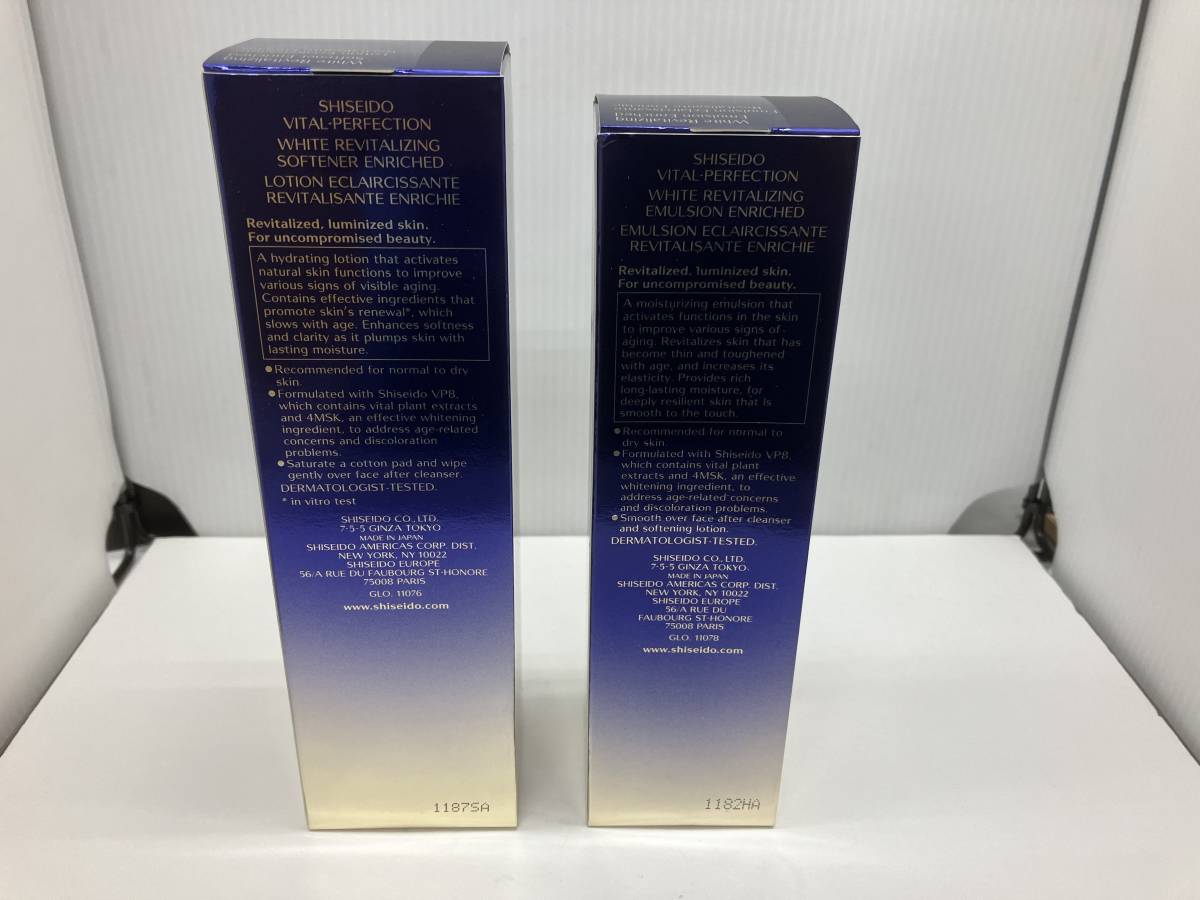 White Revitalizing
Softener Enriched
SHISEIDO
VITAL-PERFECTION
WHITE REVITALIZING
SOFTENER ENRICHED
LOTION ECLAIRCISSANTE
REVITALISANTE ENRICHIE
Revitalized, luminized skin.
For uncompromised beauty.
A hydrating lotion that activates
natural skin functions to improve
various signs of visible aging.
Contains effective ingredients that
promote skin's renewal*, which
slows with age. Enhances softness
and clarity as it plumps skin with
lasting moisture.
●Recommended for normal to dry
skin.
●Formulated with Shiseido VP8,
which contains vital plant extracts
and 4MSK, an effective whitening
ingredient, to address age-related
concerns and discoloration
problems.
●Saturate a cotton pad and wipe
gently over face after cleanser.
DERMATOLOGIST-TESTED.
* in vitro test
SHISEIDO CO., LTD.
7-5-5 GINZA TOKYO
MADE IN JAPAN
SHISEIDO AMERICAS CORP. DIST.
NEW YORK, NY 10022
SHISEIDO EUROPE
56/A RUE DU FAUBOURG ST-HONORE
75008 PARIS
GLO. 11076
www.shiseido.com
1187SA
White Revitalizing
Emulsion Enriched
Emulsion Eclaircissante
Revitalisante Enrichie
SHISEIDO
VITAL-PERFECTION
WHITE REVITALIZING
EMULSION ENRICHED
EMULSION ECLAIRCISSANTE
REVITALISANTE ENRICHIE
Revitalized, luminized skin.
For uncompromised beauty.
A moisturizing emulsion that
activates functions in the skin
to improve various signs of
aging. Revitalizes skin that has
become thin and toughened
with age, and increases its
elasticity. Provides rich
long-lasting moisture, for
deeply resilient skin that is
smooth to the touch.
●Recommended for normal to
dry skin.
●Formulated with Shiseido VP8,
which contains vital plant
extracts and 4MSK, an effective
whitening ingredient, to
address age-related concerns
and discoloration problems.
●Smooth over face after cleanser
and softening lotion.
DERMATOLOGIST-TESTED.
SHISEIDO CO., LTD.
7-5-5 GINZA TOKYO
MADE IN JAPAN
SHISEIDO AMERICAS CORP. DIST.
NEW YORK, NY 10022
SHISEIDO EUROPE
56/A RUE DU
FAUBOURG ST-HONORE
75008 PARIS
GLO. 11078
www.shiseido.com
1182HA